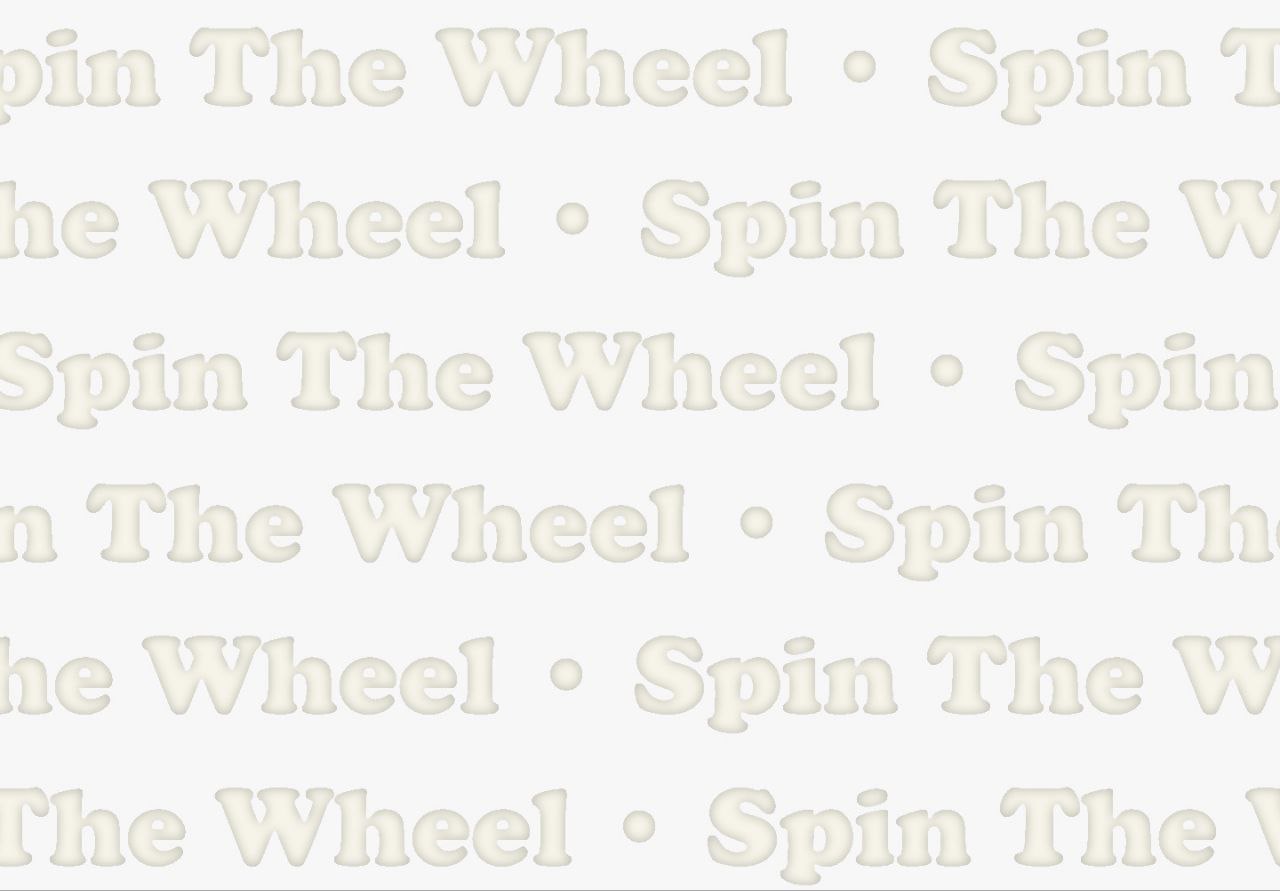 pin The Wheel • Spin T
he Wheel • Spin The W
Spin The Wheel • Spin
n The Wheel • Spin The
he Wheel • Spin The W
The Wheel • Spin The W